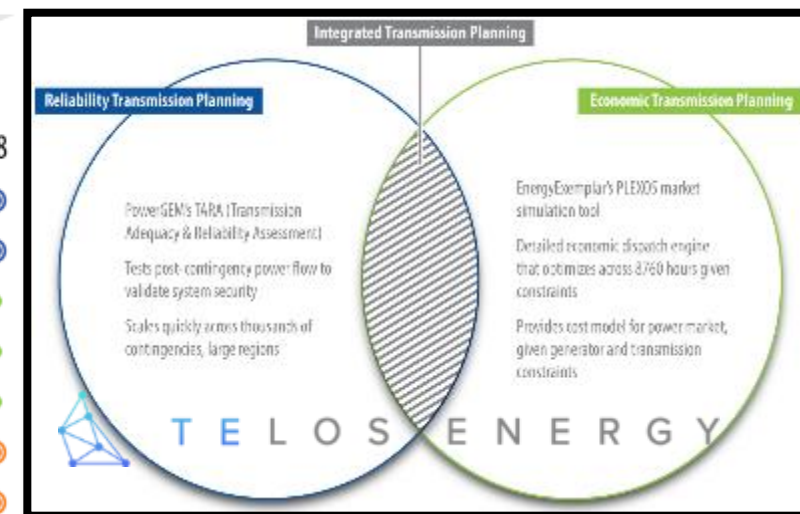 Integrated Transmission Planning
Reliability Transmission Planning
Economic Transmission Planning
8
PowerGEM's TARA (Transmission
Adequacy & Reliability Assessment)
Tests post-contingency power flow to
validate system security
Scales quickly across thousands of
contingencies, large regions
EnergyExemplar's PLEXOS market
simulation tool
Detailed economic dispatch engine
that optimizes across 8760 hours given
constraints
Provides cost model for power market,
given generator and transmission
constraints
TELOS ENERGY